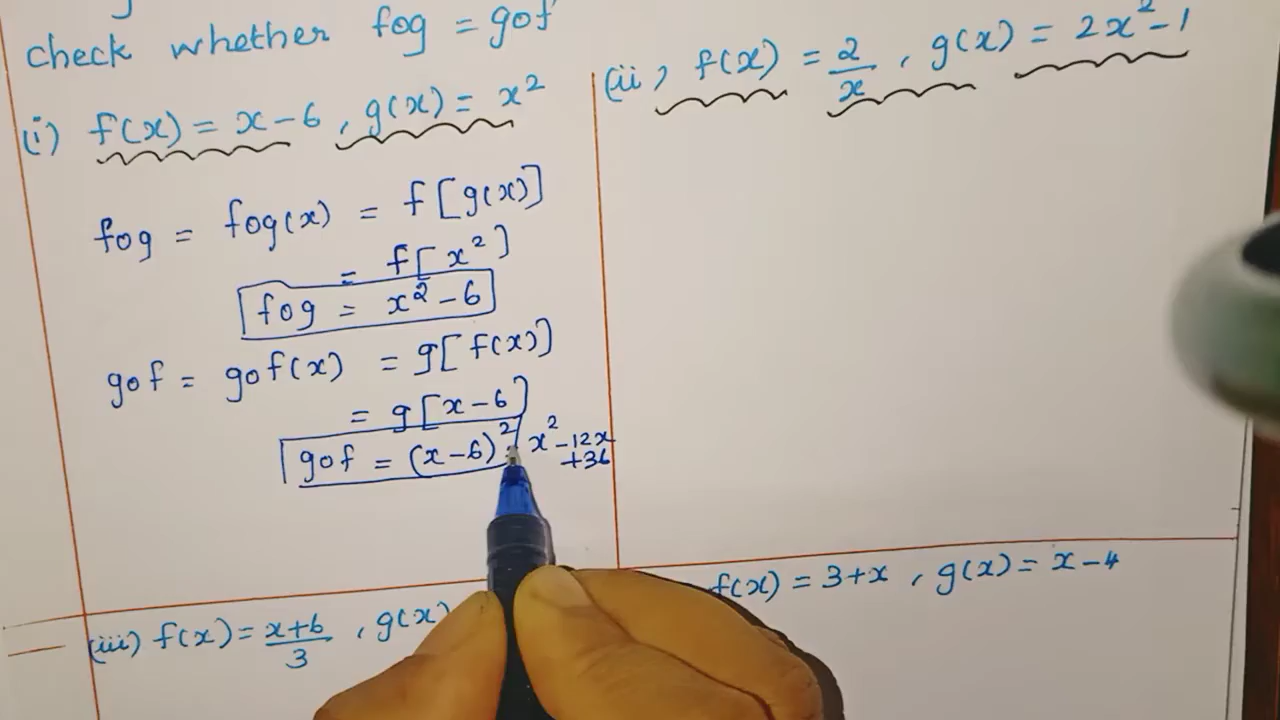 check whether fog = gof
(i) f(x) = x-6 , g(x) = x²
fog = fog(x) = f[g(x)]
= f[x²]
fog = x²-6
gof = gof(x) = g[f(x)]
= g[x-6]
gof = (x-6)² = x²-12x
+36
(ii) f(x) = 2/x , g(x) = 2x²-1
(iii) f(x) = x+6/3 , g(x)
f(x) = 3+x , g(x) = x-4